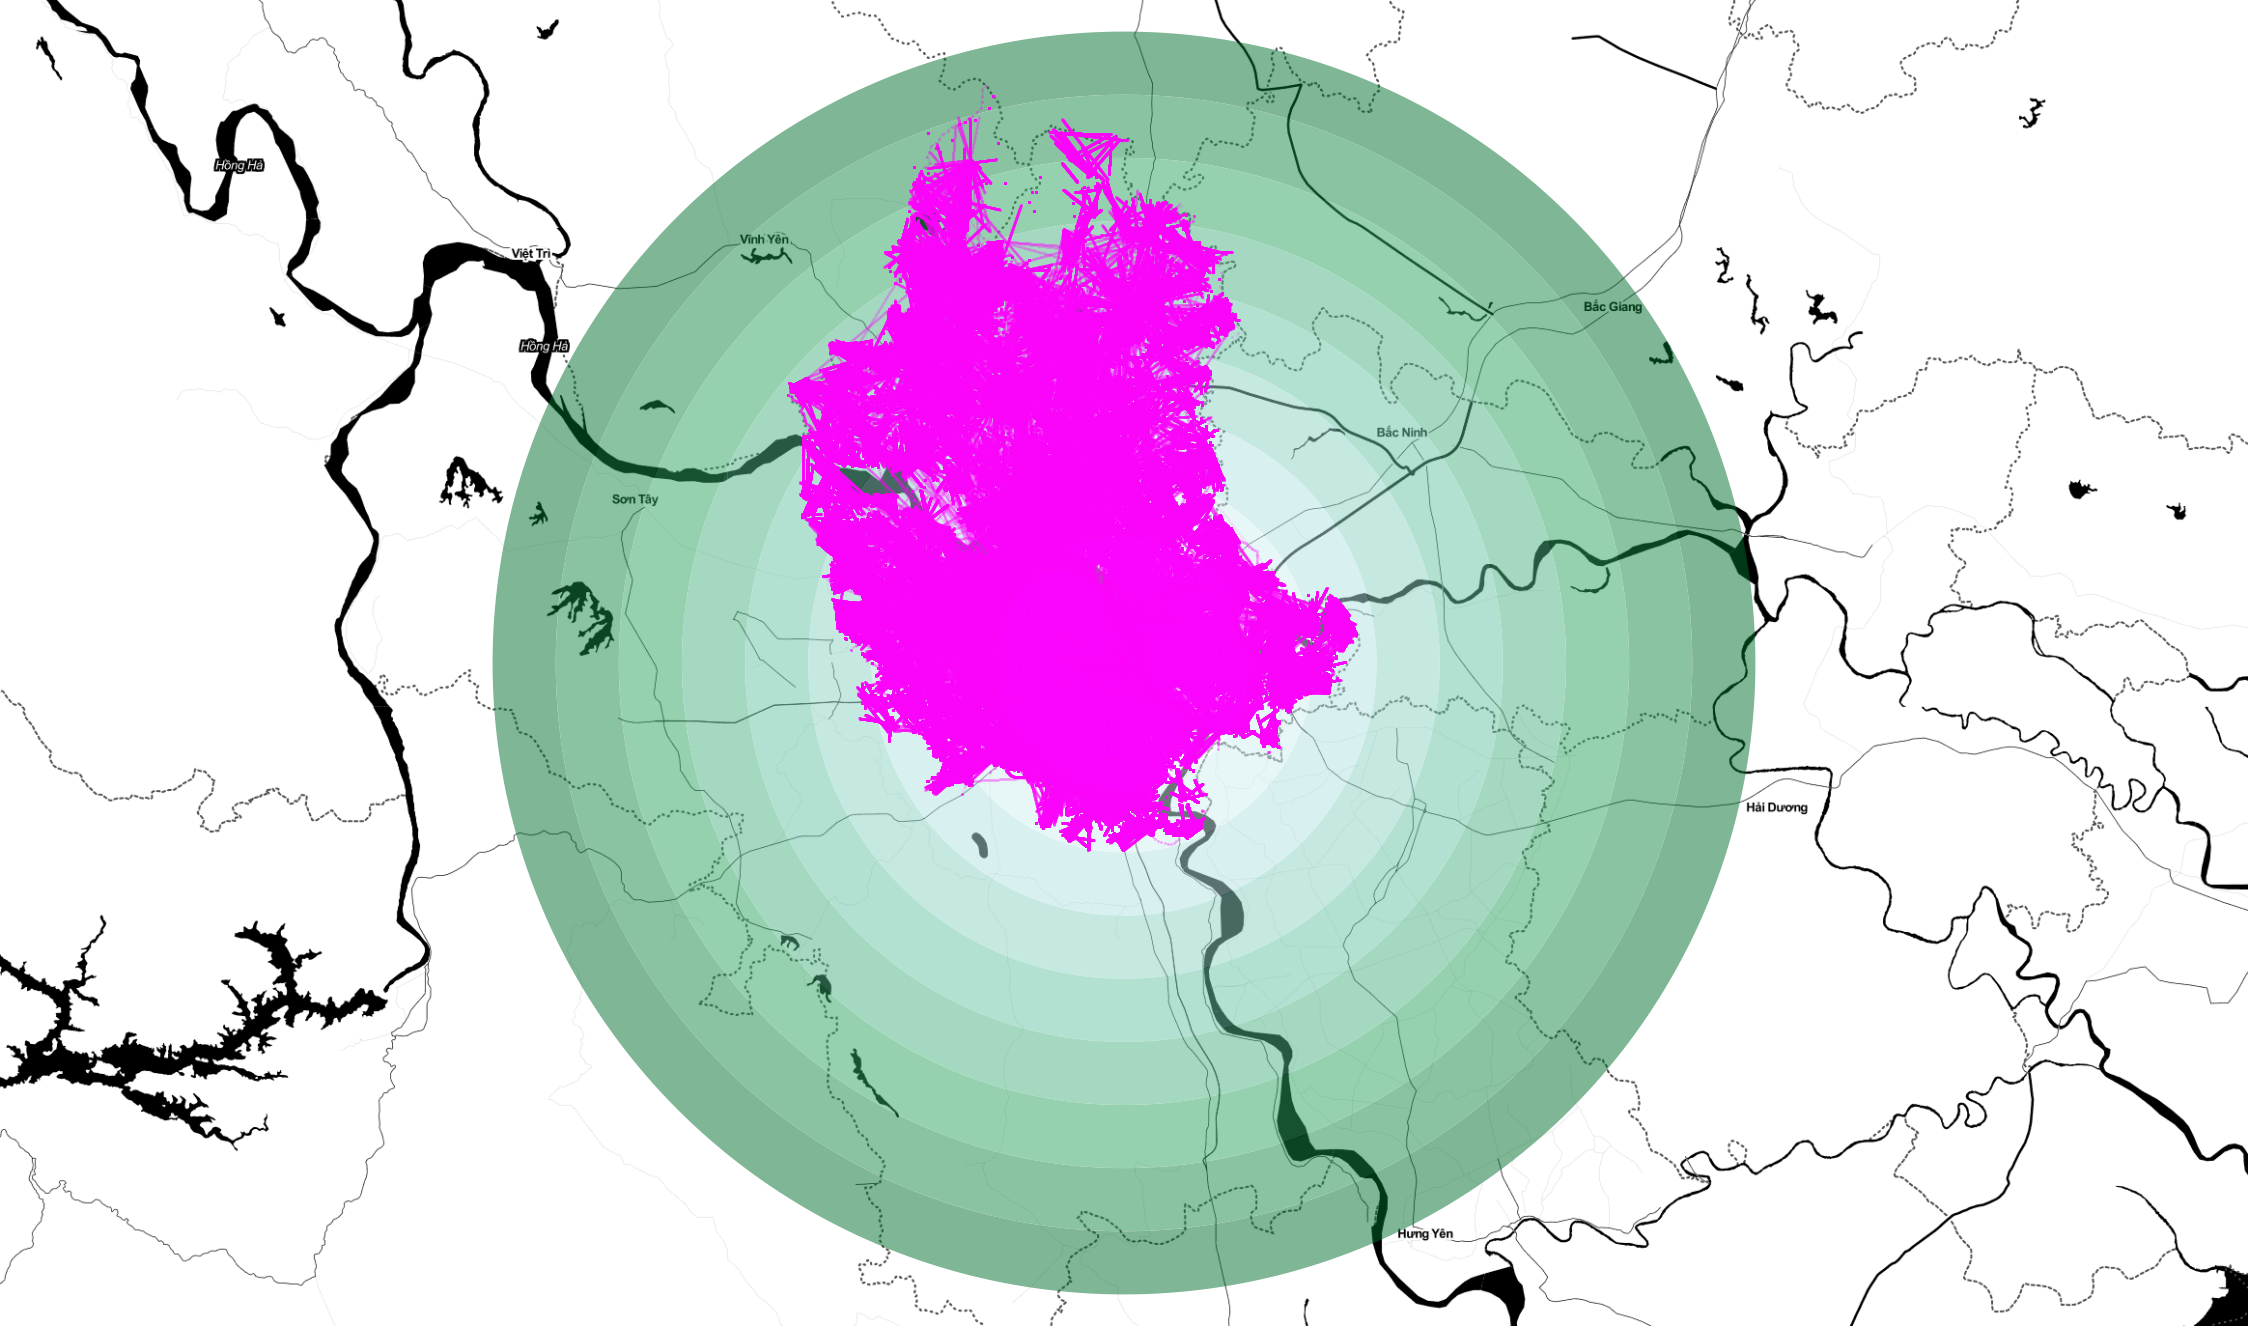 Hồng Hà
Vĩnh Yên
Việt Trì
Bắc Giang
Hồng Hà
Bắc Ninh
Sơn Tây
Hải Dương
Hưng Yên